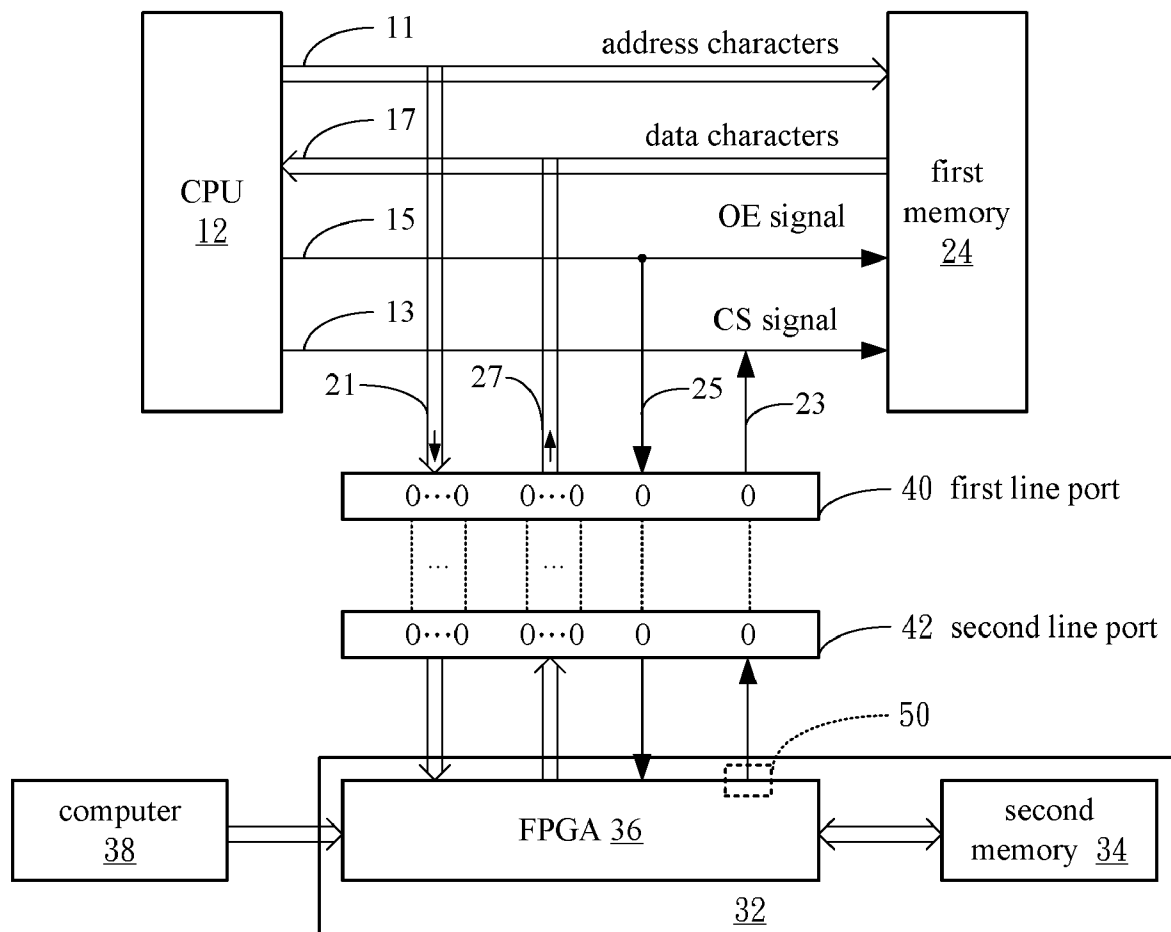 11
address characters
17
data characters
CPU
12
first
memory
24
15
OE signal
13
CS signal
21
27
25
23
0···0 0···0 0 0
40 first line port
... ...
0···0 0···0 0 0
42 second line port
50
computer
38
FPGA 36
second
memory 34
32